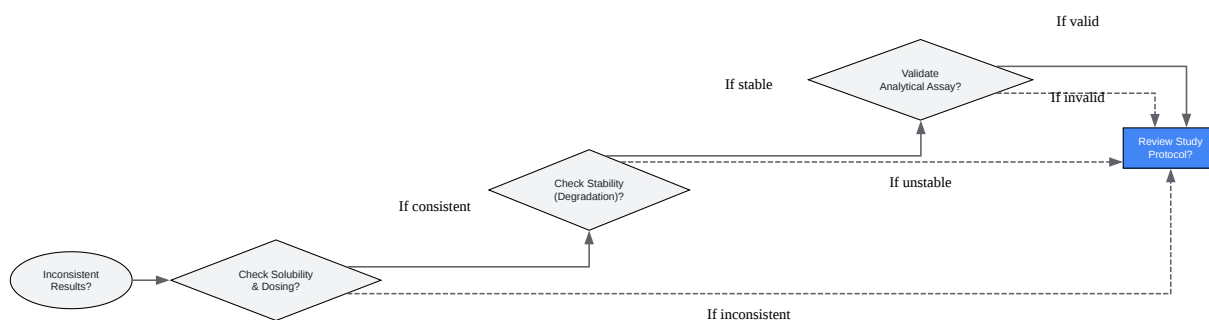 Inconsistent
Results?
Check Solubility
& Dosing?
If consistent
If inconsistent
Check Stability
(Degradation)?
If stable
If unstable
Validate
Analytical Assay?
If valid
If invalid
Review Study
Protocol?